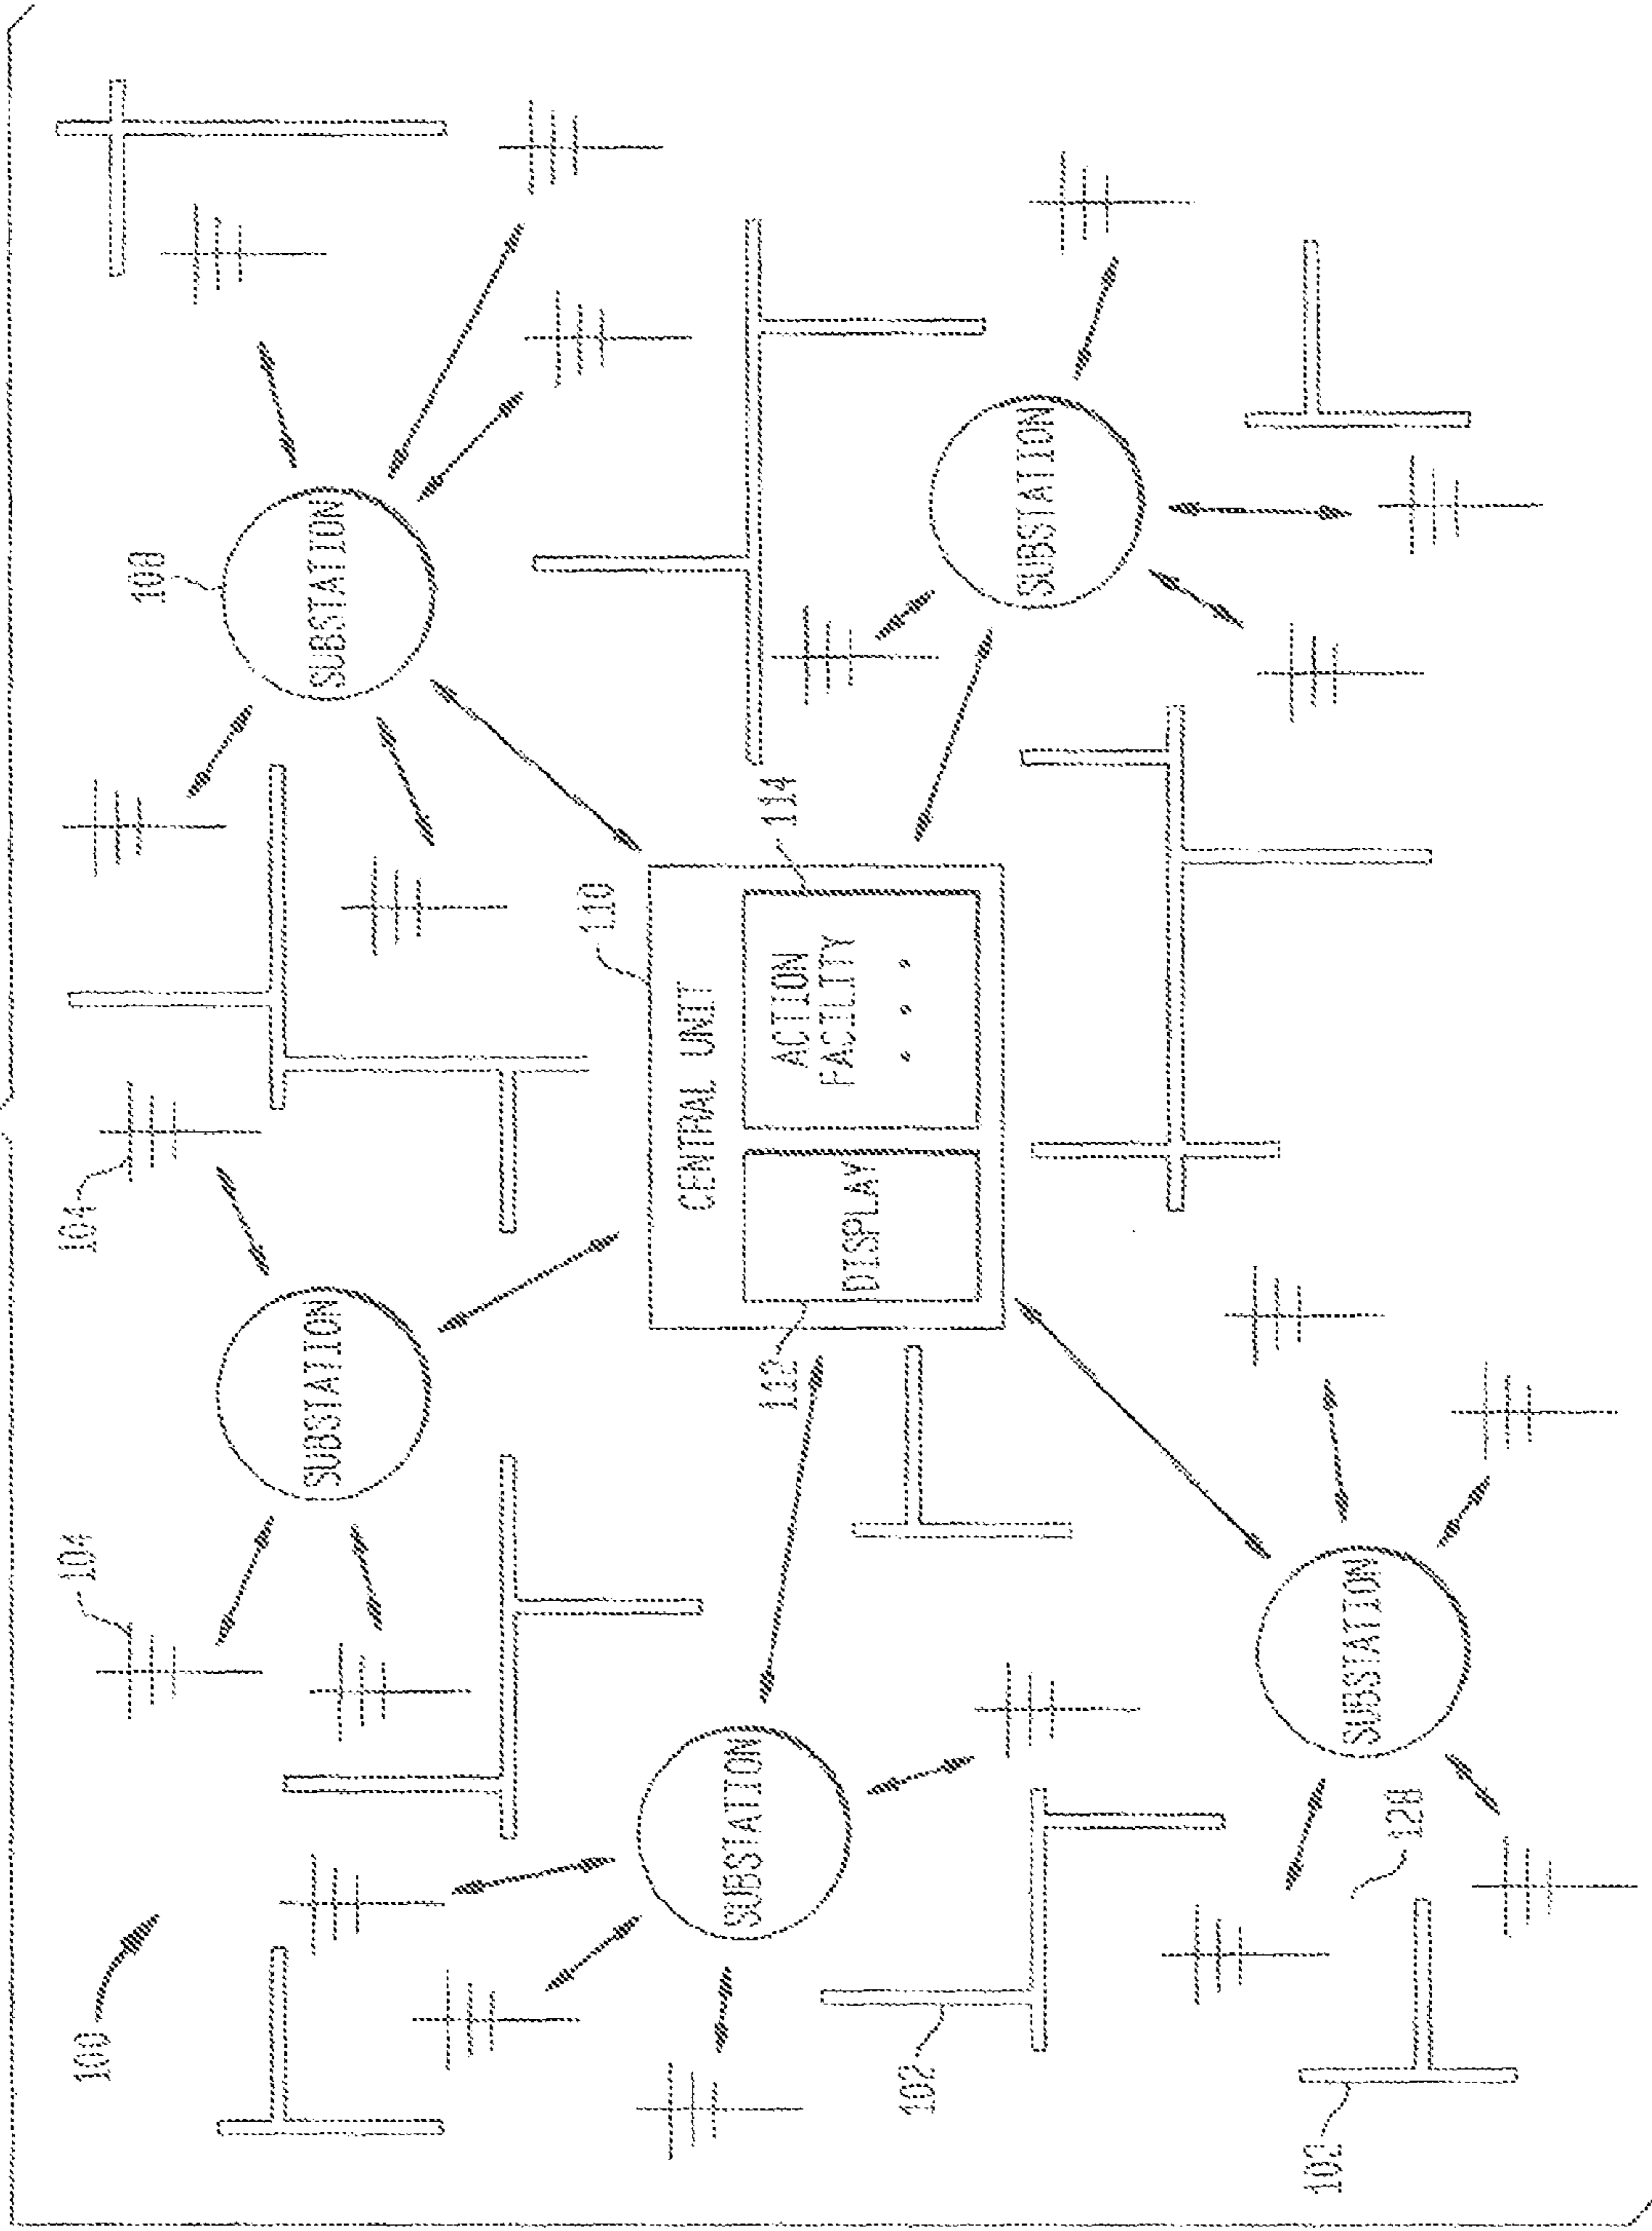 100
104
104
108
SUBSTATION
SUBSTATION
110
CENTRAL UNIT
SUBSTATION
112
114
ACTION
FACILITY
DISPLAY
102
SUBSTATION
102
SUBSTATION
128